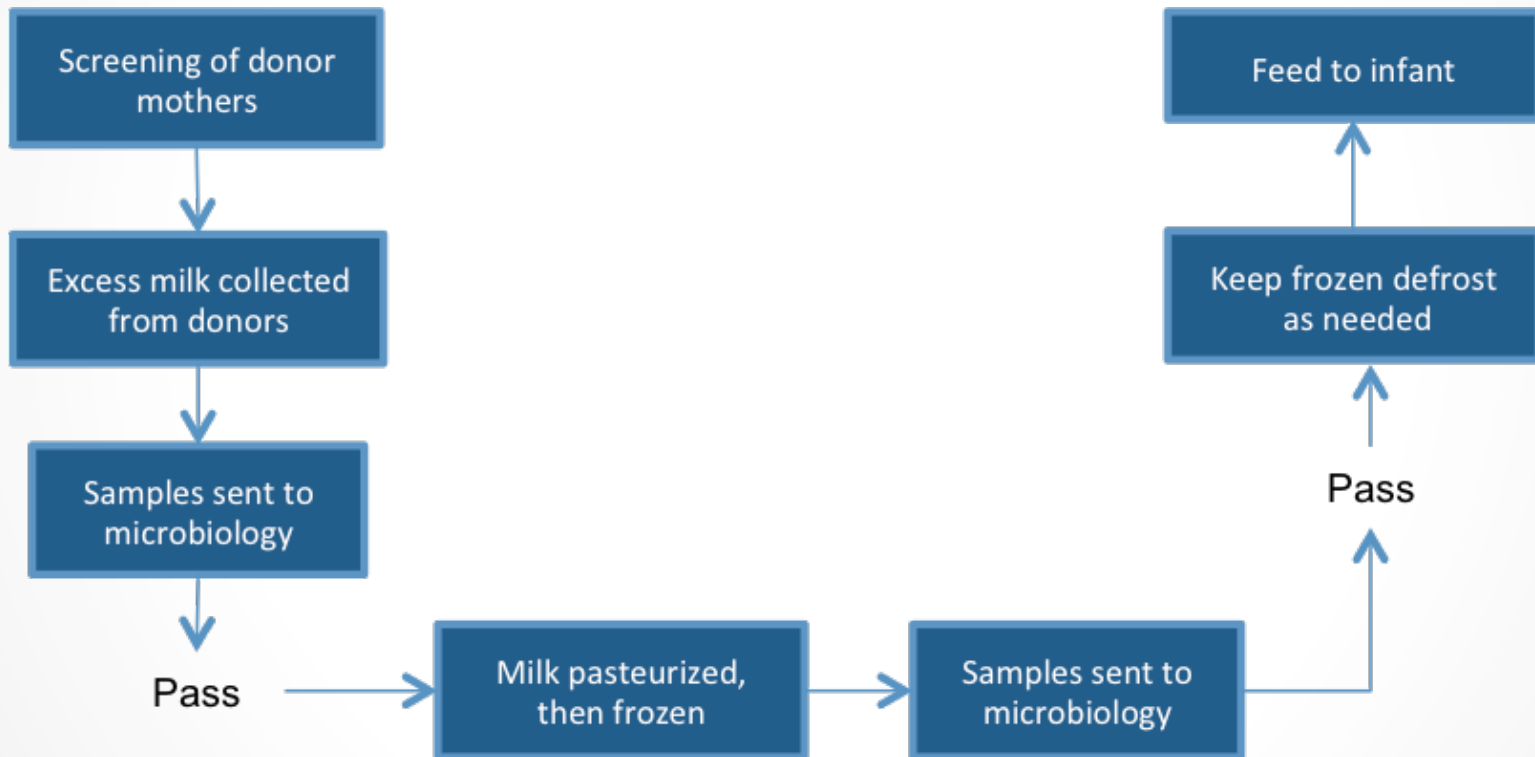 Screening of donor
mothers
Excess milk collected
from donors
Samples sent to
microbiology
Pass
Milk pasteurized,
then frozen
Samples sent to
microbiology
Pass
Keep frozen defrost
as needed
Feed to infant